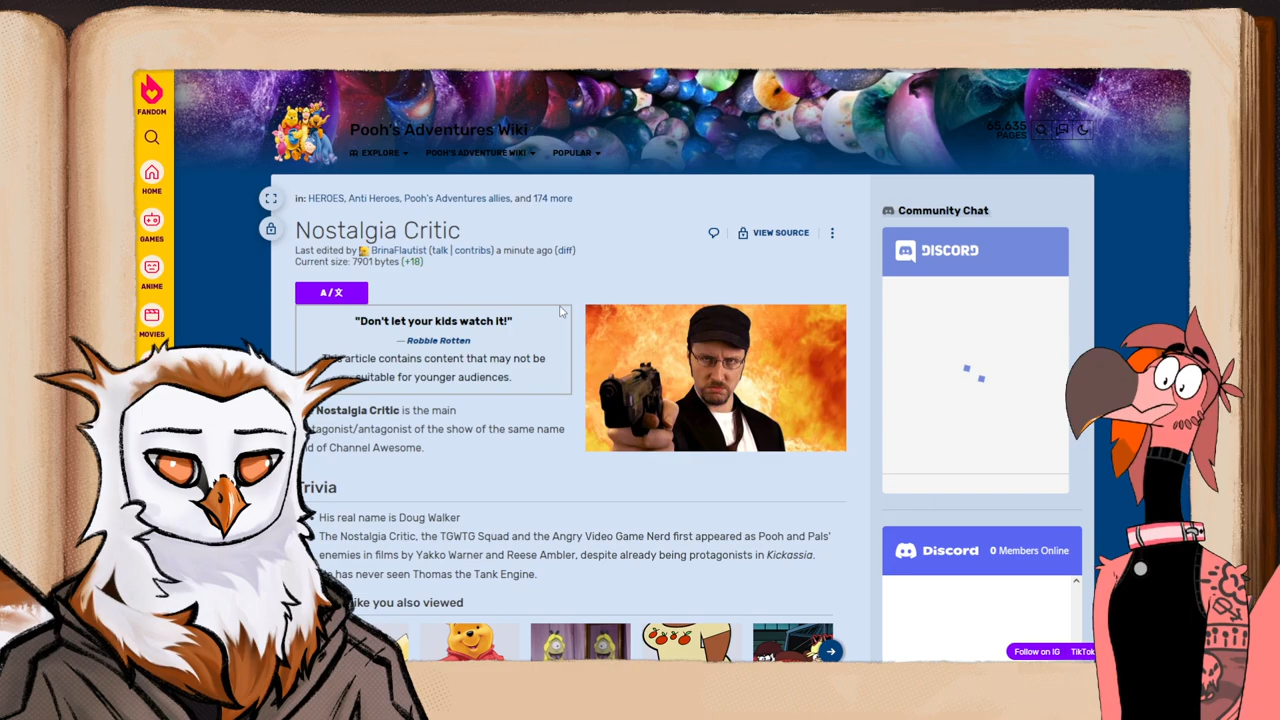 FANDOM
HOME
GAMES
ANIME
MOVIES
Pooh's Adventures Wiki
EXPLORE
POOH'S ADVENTURE WIKI
POPULAR
65,635
PAGES
in: HEROES, Anti Heroes, Pooh's Adventures allies, and 174 more
Nostalgia Critic
VIEW SOURCE
Last edited by BrinaFlautist (talk | contribs) a minute ago (diff)
Current size: 7901 bytes (+18)
A / 文
"Don't let your kids watch it!"
— Robbie Rotten
This article contains content that may not be
suitable for younger audiences.
Nostalgia Critic is the main
tagonist/antagonist of the show of the same name
d of Channel Awesome.
Trivia
His real name is Doug Walker
The Nostalgia Critic, the TGWTG Squad and the Angry Video Game Nerd first appeared as Pooh and Pals'
enemies in films by Yakko Warner and Reese Ambler, despite already being protagonists in Kickassia.
has never seen Thomas the Tank Engine.
like you also viewed
Community Chat
DISCORD
Discord 0 Members Online
Follow on IG TikTok